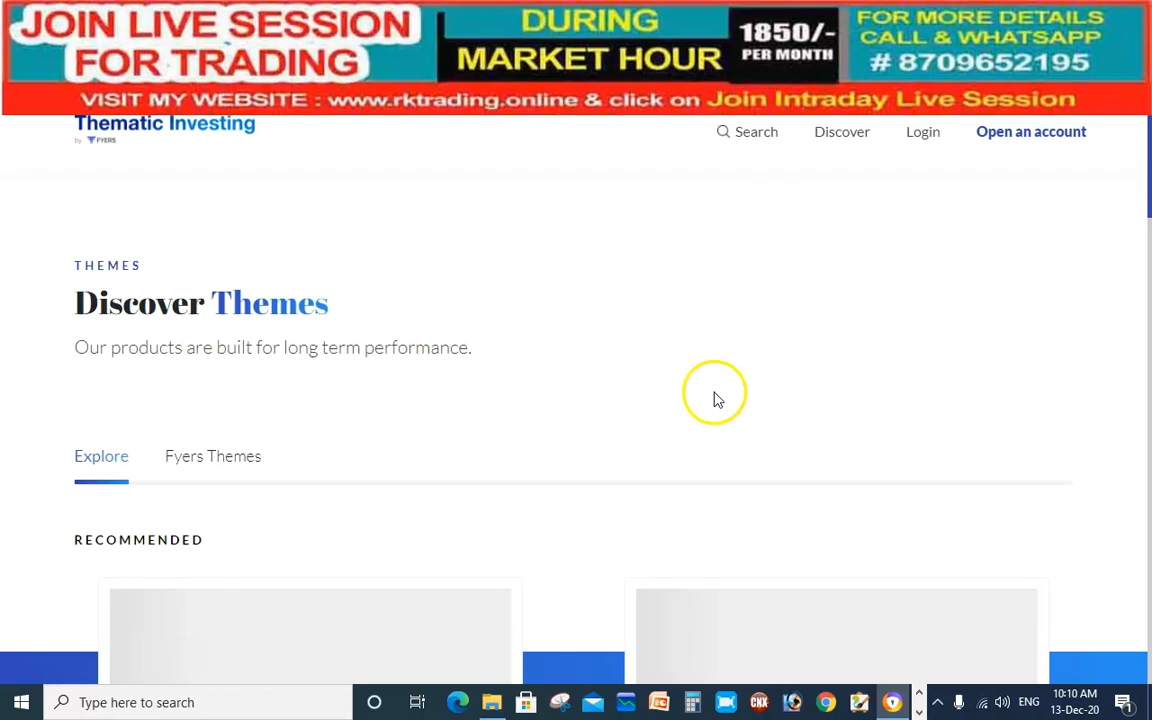 JOIN LIVE SESSION
FOR TRADING
DURING
MARKET HOUR
1850/-
PER MONTH
FOR MORE DETAILS
CALL & WHATSAPP
# 8709652195
VISIT MY WEBSITE : www.rktrading.online & click on Join Intraday Live Session
Thematic Investing
by FYERS
Search
Discover
Login
Open an account
THEMES
Discover Themes
Our products are built for long term performance.
Explore
Fyers Themes
RECOMMENDED
Type here to search
CNX
ENG
10:10 AM
13-Dec-20
1